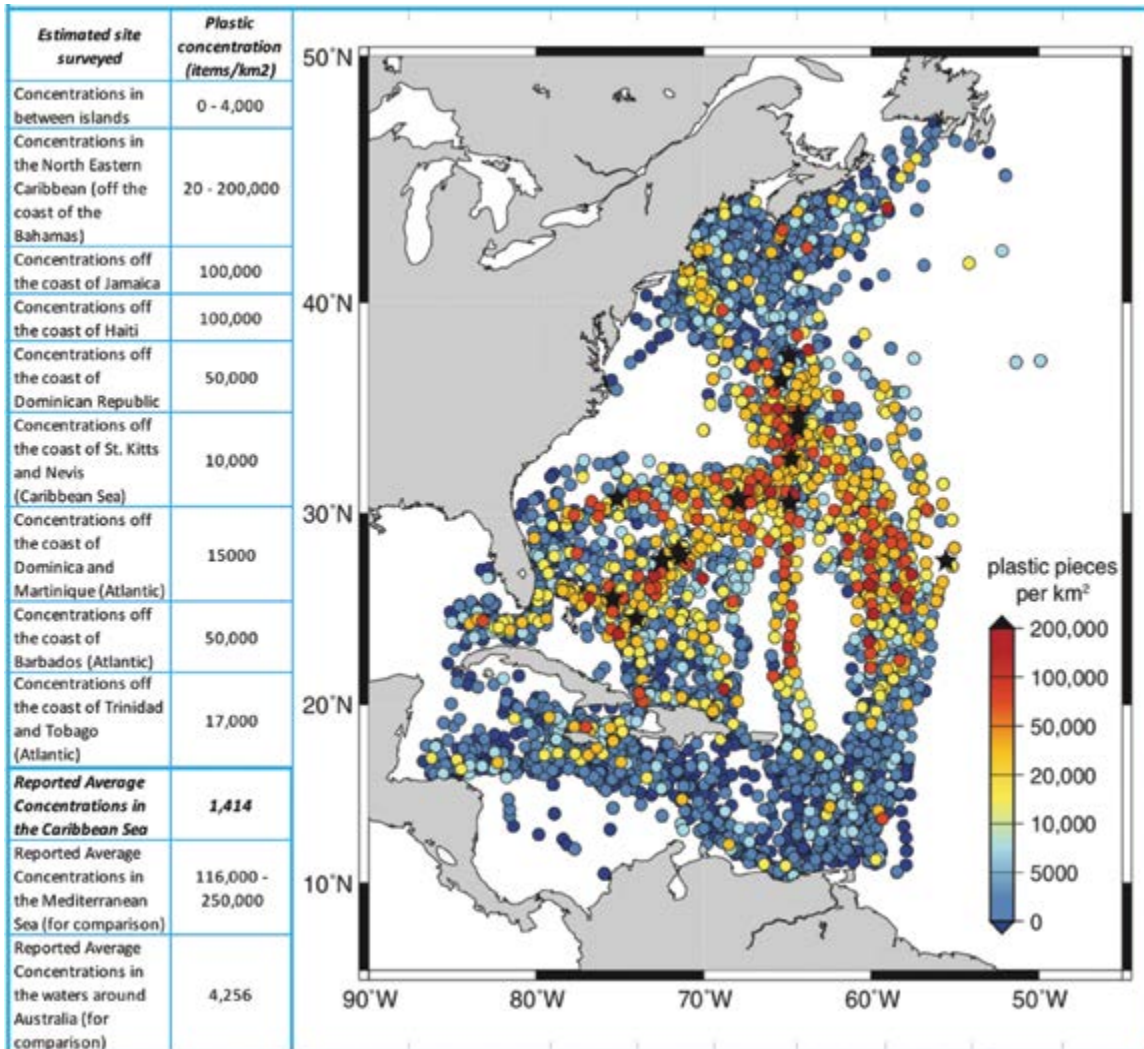 Estimated site
surveyed
Plastic
concentration
(items/km2)
Concentrations in
between islands
0 - 4,000
Concentrations in
the North Eastern
Caribbean (off the
coast of the
Bahamas)
20 - 200,000
Concentrations off
the coast of Jamaica
100,000
Concentrations off
the coast of Haiti
100,000
Concentrations off
the coast of
Dominican Republic
50,000
Concentrations off
the coast of St. Kitts
and Nevis
(Caribbean Sea)
10,000
Concentrations off
the coast of
Dominica and
Martinique (Atlantic)
15000
Concentrations off
the coast of
Barbados (Atlantic)
50,000
Concentrations off
the coast of Trinidad
and Tobago
(Atlantic)
17,000
Reported Average
Concentrations in
the Caribbean Sea
1,414
Reported Average
Concentrations in
the Mediterranean
Sea (for comparison)
116,000 -
250,000
Reported Average
Concentrations in
the waters around
Australia (for
comparison)
4,256
50˚N
40˚N
30˚N
20˚N
10˚N
90˚W
80˚W
70˚W
60˚W
50˚W
plastic pieces
per km²
200,000
100,000
50,000
20,000
10,000
5000
0